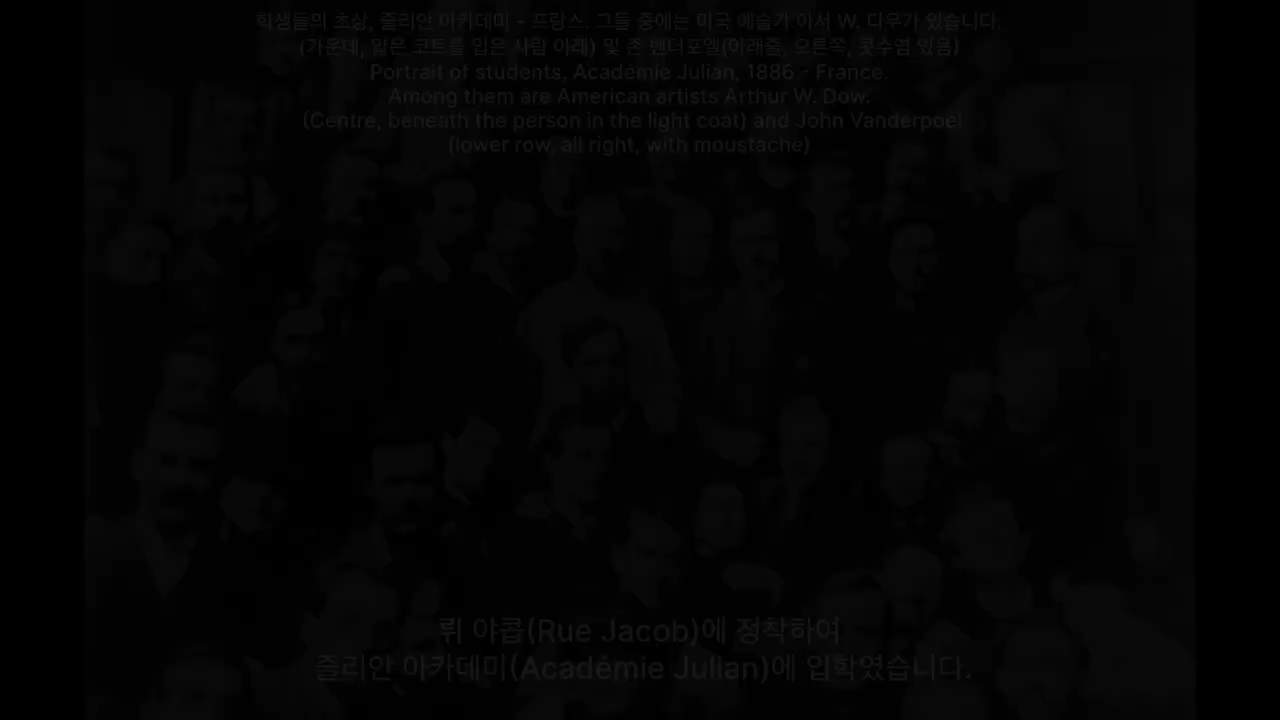 학생들의 초상, 줄리안 아카데미 - 프랑스. 그들 중에는 미국 예술가 아서 W. 다우가 있습니다.
(가운데, 밝은 코트를 입은 사람 아래) 및 존 밴더포엘(아래줄, 오른쪽, 콧수염 있음)
Portrait of students, Académie Julian, 1886 - France.
Among them are American artists Arthur W. Dow.
(Centre, beneath the person in the light coat) and John Vanderpoel
(lower row, all right, with moustache)
뤼 야콥(Rue Jacob)에 정착하여
줄리안 아카데미(Académie Julian)에 입학였습니다.